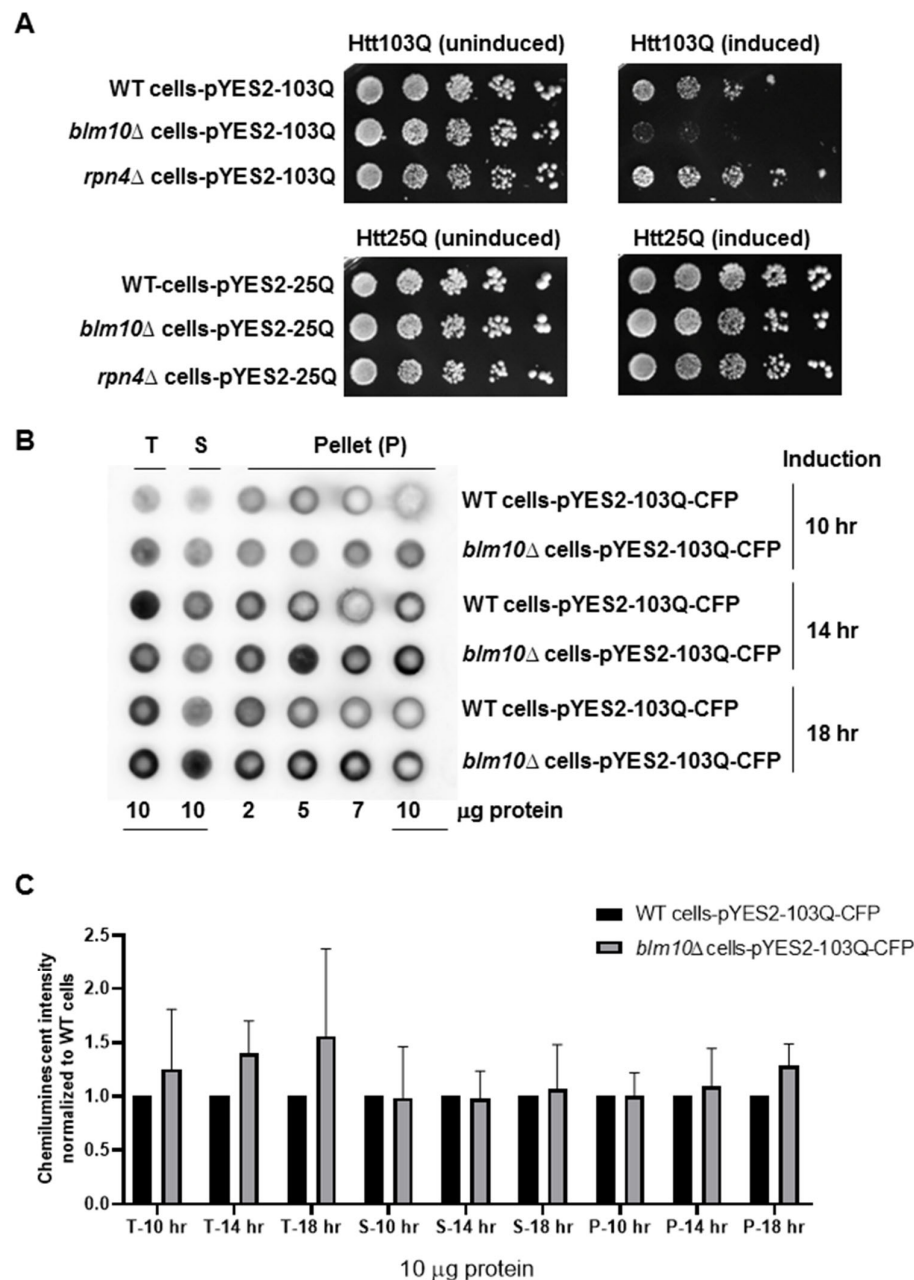 A
Htt103Q (uninduced)
Htt103Q (induced)
WT cells-pYES2-103Q
blm10Δ cells-pYES2-103Q
rpn4Δ cells-pYES2-103Q
Htt25Q (uninduced)
Htt25Q (induced)
WT-cells-pYES2-25Q
blm10Δ cells-pYES2-25Q
rpn4Δ cells-pYES2-25Q
B
T S Pellet (P)
Induction
WT cells-pYES2-103Q-CFP
blm10Δ cells-pYES2-103Q-CFP
10 hr
WT cells-pYES2-103Q-CFP
blm10Δ cells-pYES2-103Q-CFP
14 hr
WT cells-pYES2-103Q-CFP
blm10Δ cells-pYES2-103Q-CFP
18 hr
10 10 2 5 7 10 μg protein
C
WT cells-pYES2-103Q-CFP
blm10Δ cells-pYES2-103Q-CFP
Chemiluminescent intensity
normalized to WT cells
2.5
2.0
1.5
1.0
0.5
0.0
T-10 hr T-14 hr T-18 hr S-10 hr S-14 hr S-18 hr P-10 hr P-14 hr P-18 hr
10 μg protein